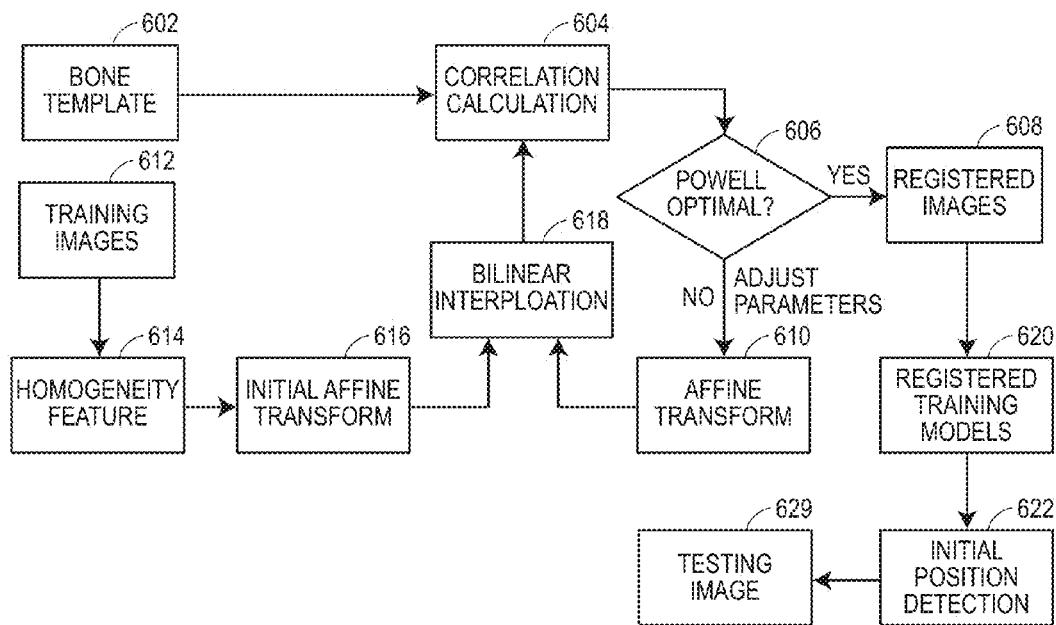 602
BONE
TEMPLATE
604
CORRELATION
CALCULATION
606
POWELL
OPTIMAL?
YES
608
REGISTERED
IMAGES
612
TRAINING
IMAGES
618
BILINEAR
INTERPLOATION
NO
ADJUST
PARAMETERS
614
HOMOGENEITY
FEATURE
616
INITIAL AFFINE
TRANSFORM
610
AFFINE
TRANSFORM
620
REGISTERED
TRAINING
MODELS
629
TESTING
IMAGE
622
INITIAL
POSITION
DETECTION